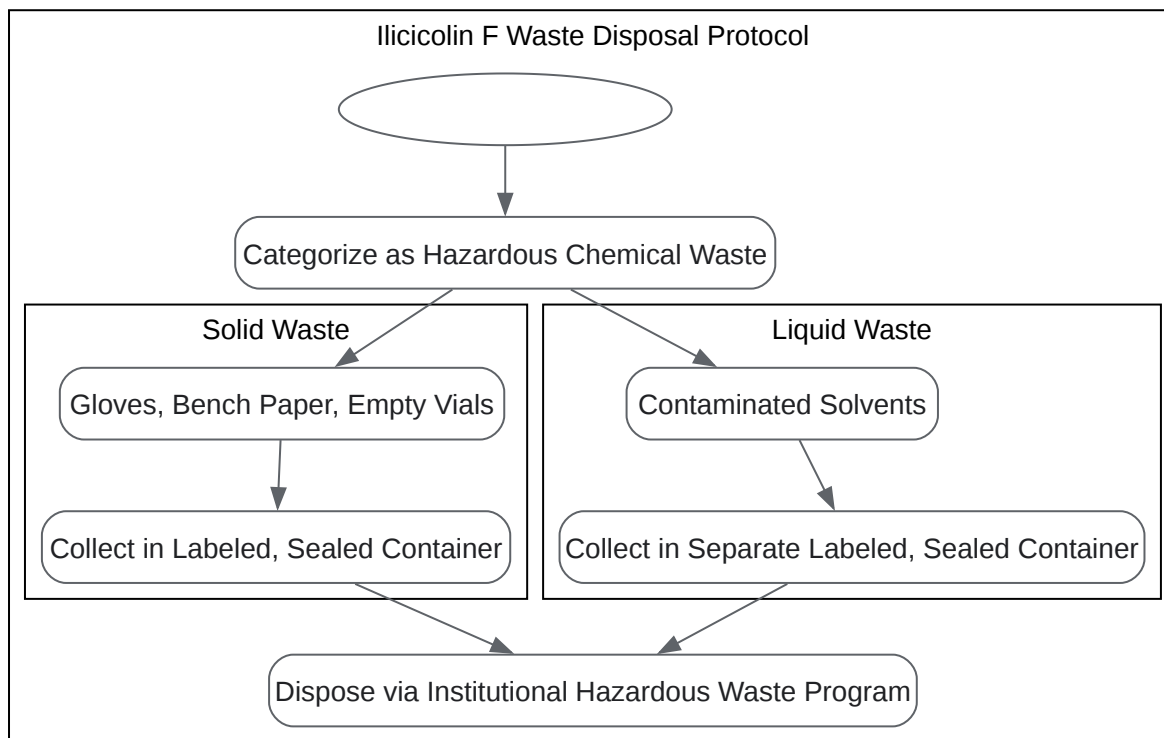 Ilicicolin F Waste Disposal Protocol
Categorize as Hazardous Chemical Waste
Solid Waste
Liquid Waste
Gloves, Bench Paper, Empty Vials
Contaminated Solvents
Collect in Labeled, Sealed Container
Collect in Separate Labeled, Sealed Container
Dispose via Institutional Hazardous Waste Program